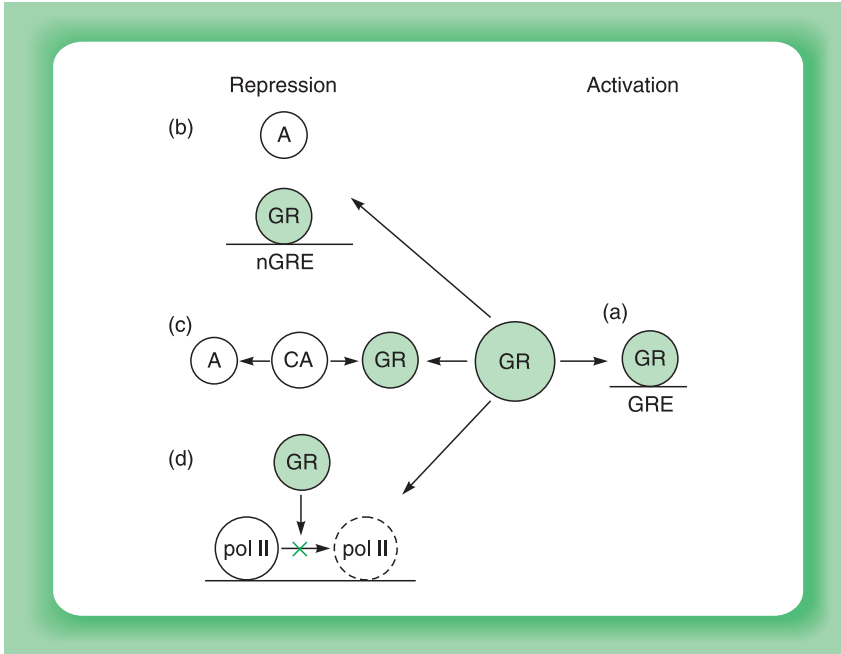 Repression
Activation
(b)
A
GR
nGRE
(c)
A
CA
GR
GR
(a)
GR
GRE
(d)
GR
pol II
pol II